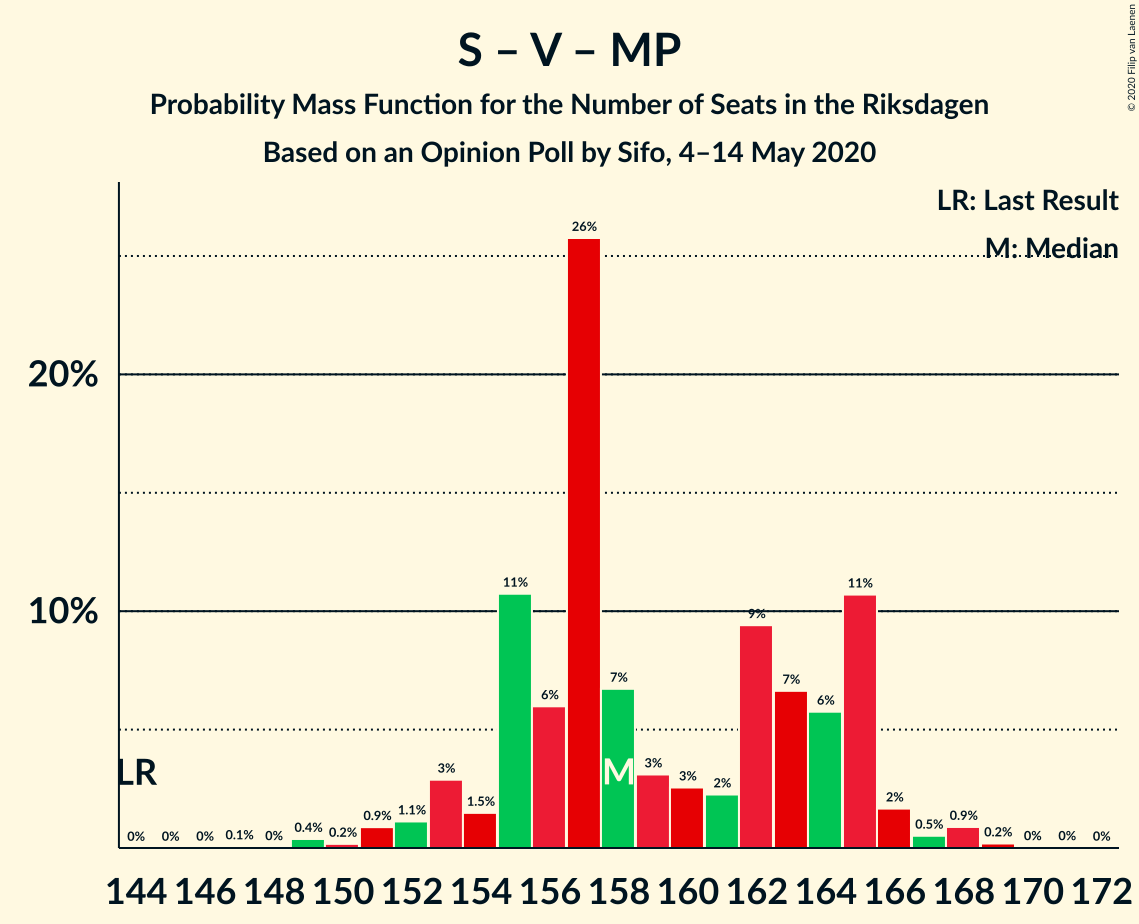 S – V – MP
Probability Mass Function for the Number of Seats in the Riksdagen
Based on an Opinion Poll by Sifo, 4–14 May 2020
© 2020 Filip van Laenen
LR: Last Result
M: Median
20%
10%
LR
M
0% 0% 0% 0.1% 0% 0.4% 0.2% 0.9% 1.1% 3% 1.5% 11% 6% 26% 7% 3% 3% 2% 9% 7% 6% 11% 2% 0.5% 0.9% 0.2% 0% 0% 0%
144 146 148 150 152 154 156 158 160 162 164 166 168 170 172